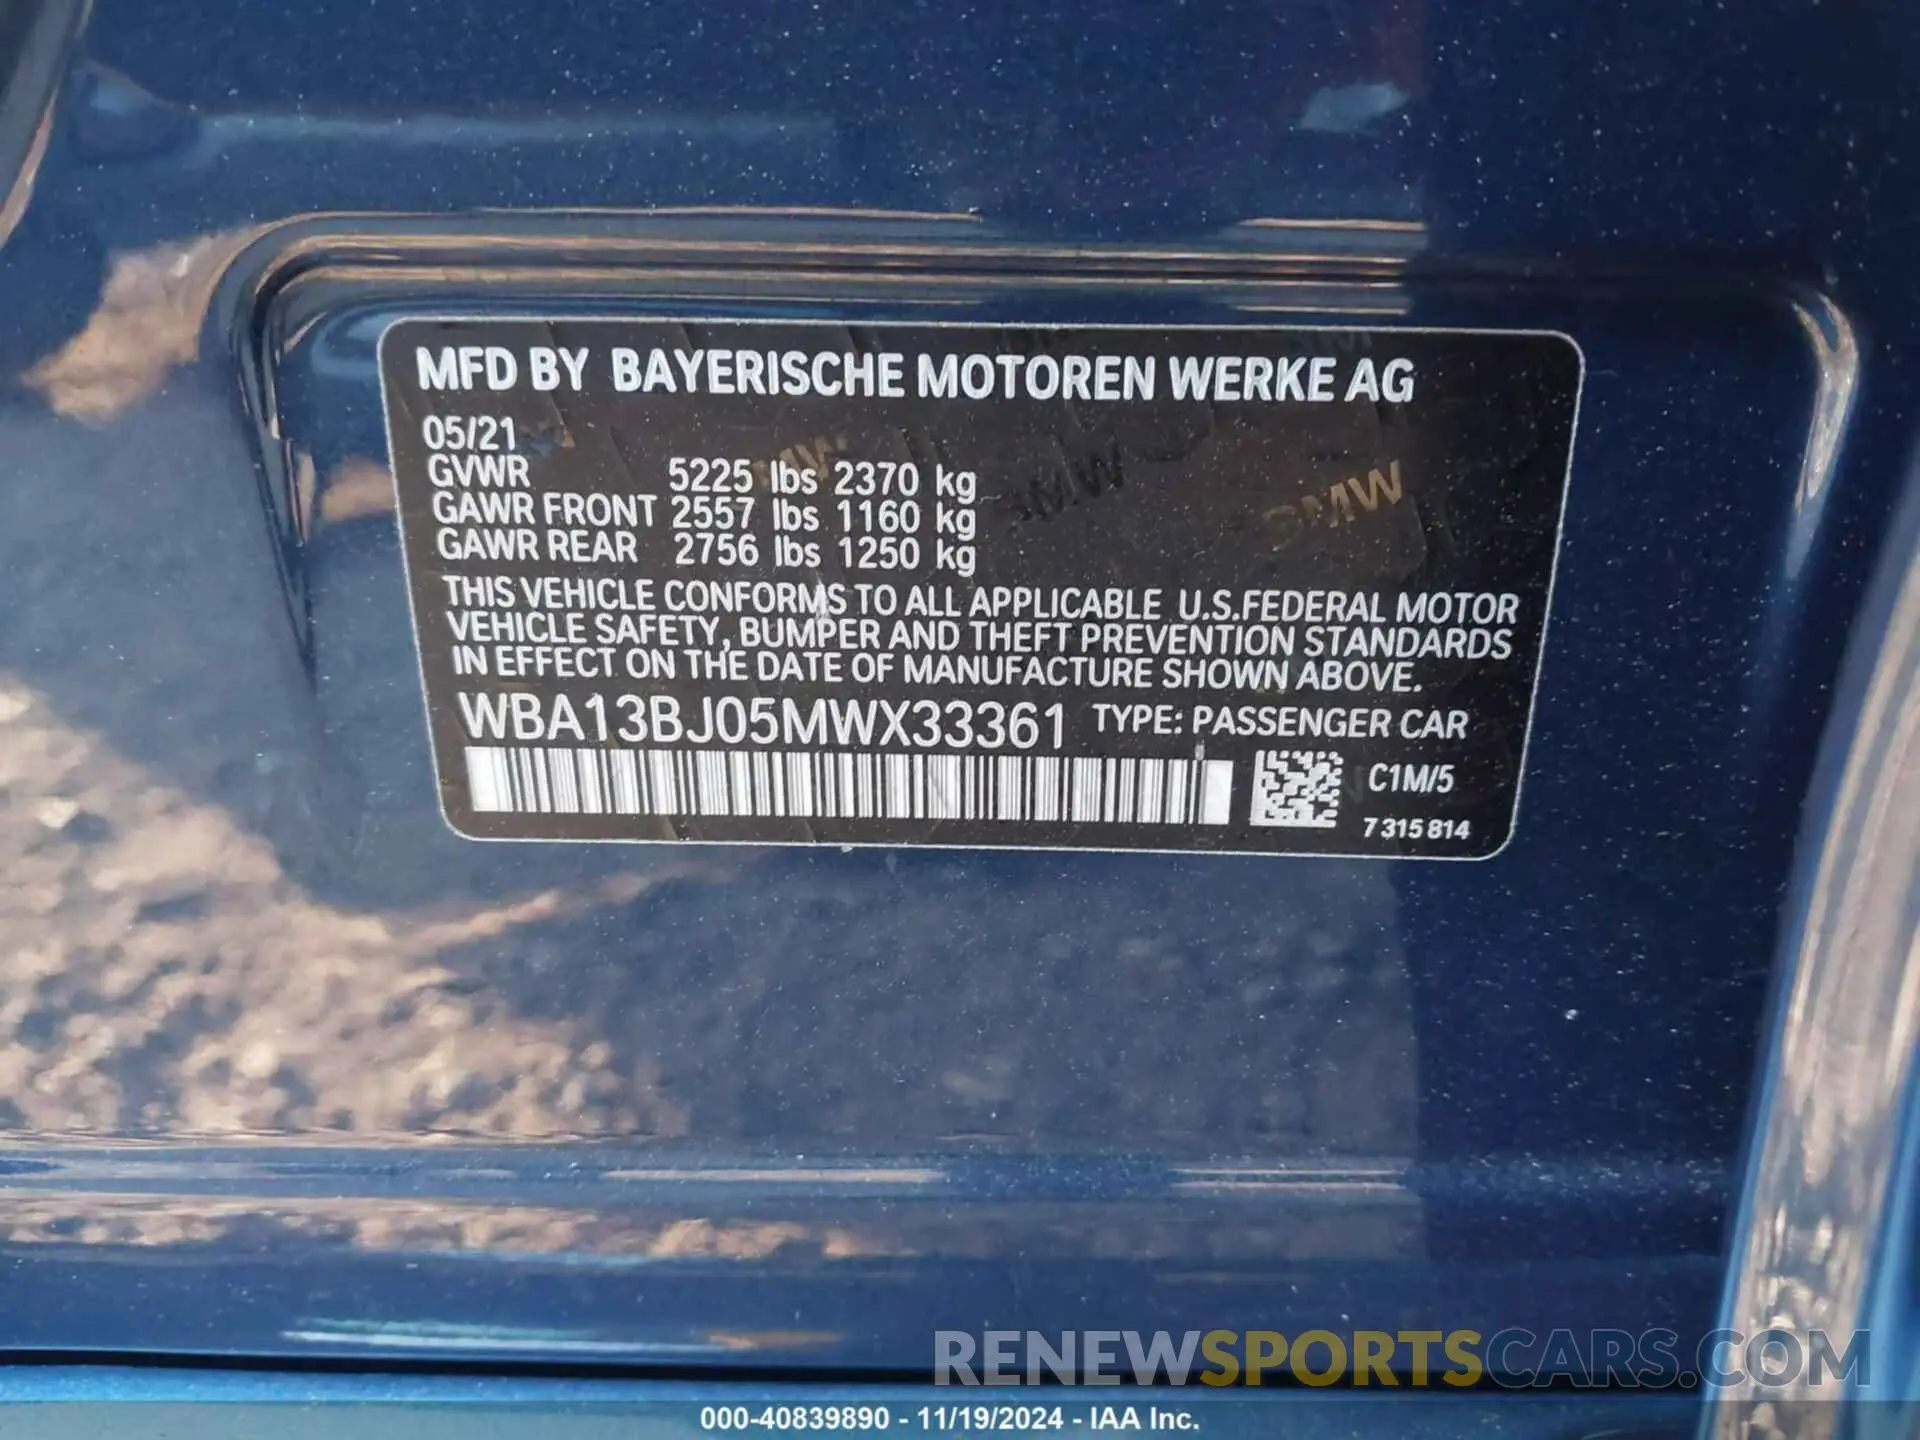 MFD BY BAYERISCHE MOTOREN WERKE AG
05/21
GVWR 5225 lbs 2370 kg
GAWR FRONT 2557 lbs 1160 kg
GAWR REAR 2756 lbs 1250 kg
THIS VEHICLE CONFORMS TO ALL APPLICABLE U.S.FEDERAL MOTOR
VEHICLE SAFETY, BUMPER AND THEFT PREVENTION STANDARDS
IN EFFECT ON THE DATE OF MANUFACTURE SHOWN ABOVE.
WBA13BJ05MWX33361 TYPE: PASSENGER CAR
C1M/5
7 315 814
RENEWSPORTSCARS.COM
000-40839890 - 11/19/2024 - IAA Inc.